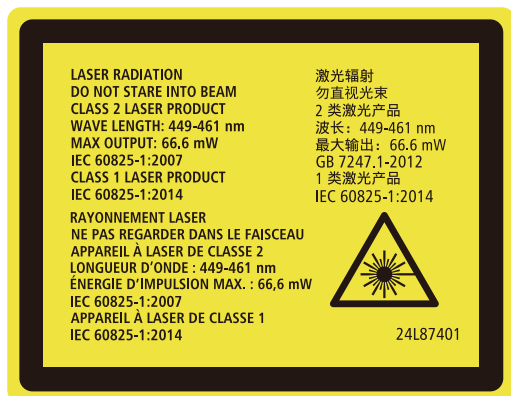 LASER RADIATION
DO NOT STARE INTO BEAM
CLASS 2 LASER PRODUCT
WAVE LENGTH: 449-461 nm
MAX OUTPUT: 66,6 mW
IEC 60825-1:2007
CLASS 1 LASER PRODUCT
IEC 60825-1:2014
RAYONNEMENT LASER
NE PAS REGARDER DANS LE FAISCEAU
APPAREIL À LASER DE CLASSE 2
LONGUEUR D'ONDE : 449-461 nm
ÉNERGIE D'IMPULSION MAX. : 66,6 mW
IEC 60825-1:2007
APPAREIL À LASER DE CLASSE 1
IEC 60825-1:2014
激光辐射
勿直视光束
2 类激光产品
波长：449-461 nm
最大输出：66.6 mW
GB 7247.1-2012
1 类激光产品
IEC 60825-1:2014
24L87401